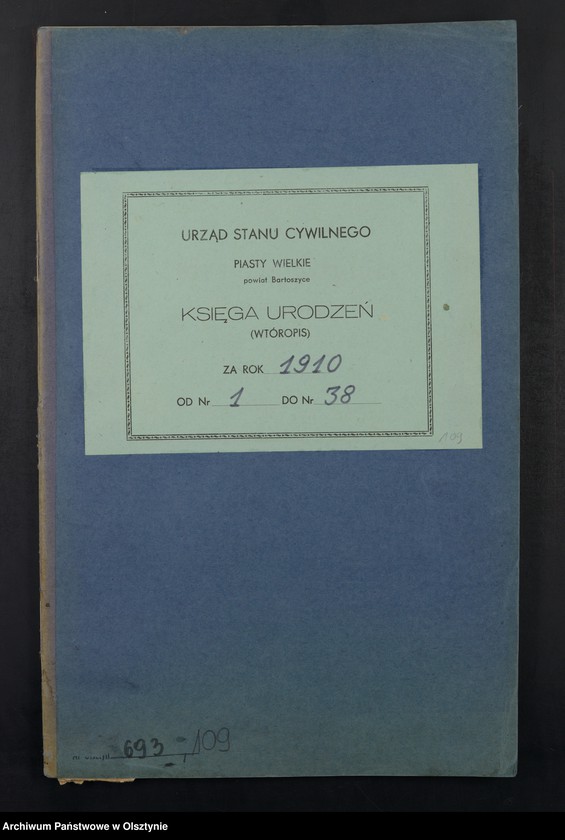 URZĄD STANU CYWILNEGO
PIASTY WIELKIE
powiat Bartoszyce
KSIĘGA URODZEŃ
(WTÓROPIS)
ZA ROK 1910
OD Nr 1 DO Nr 38
109
693 - 109
Archiwum Państwowe w Olsztynie